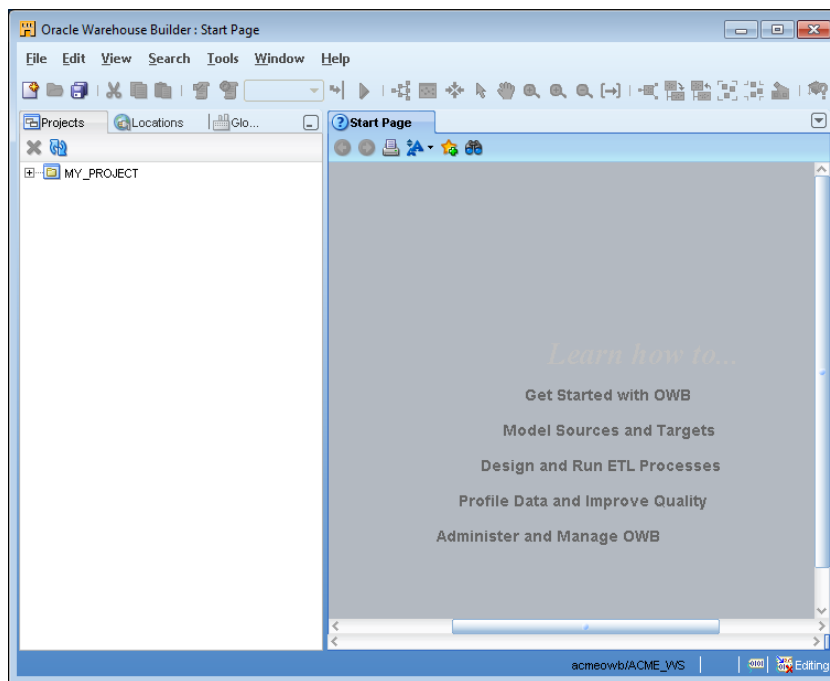 Oracle Warehouse Builder : Start Page
File Edit View Search Tools Window Help
Projects Locations Glo... Start Page
MY_PROJECT
Learn how to...
Get Started with OWB
Model Sources and Targets
Design and Run ETL Processes
Profile Data and Improve Quality
Administer and Manage OWB
acmeowb/ACME_WS Editing